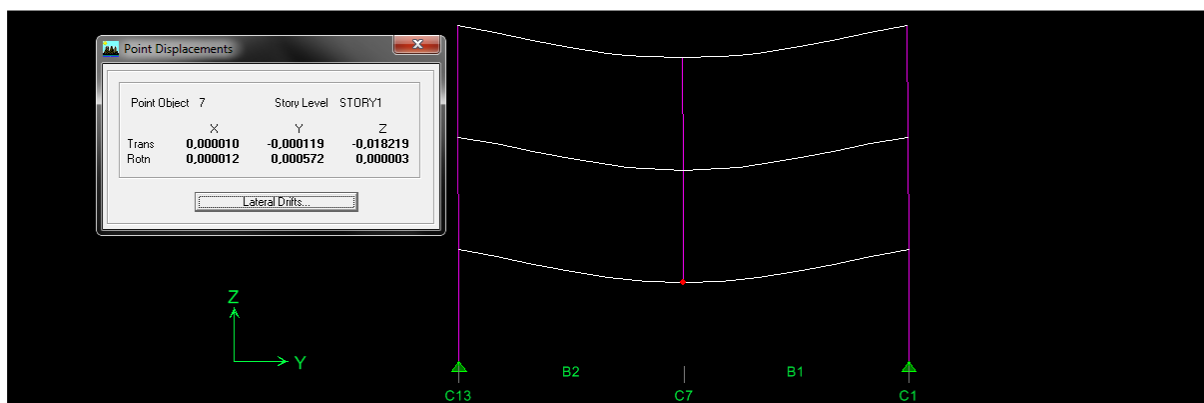 Point Displacements
Point Object 7 Story Level STORY1
X Y Z
Trans 0,000010 -0,000119 -0,018219
Rotn 0,000012 0,000572 0,000003
Lateral Drifts...
Z
Y
B2 B1
C13 C7 C1